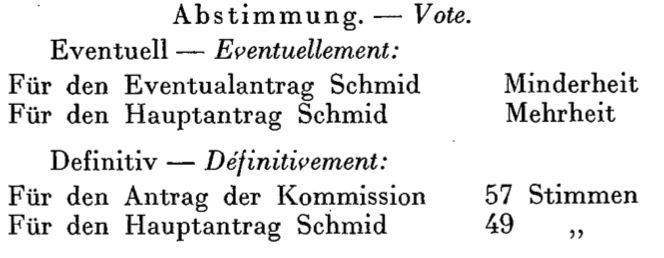 Abstimmung. — Vote.
Eventuell — Eventuellement:
Für den Eventualantrag Schmid Minderheit
Für den Hauptantrag Schmid Mehrheit
Definitiv — Définitivement:
Für den Antrag der Kommission 57 Stimmen
Für den Hauptantrag Schmid 49 „